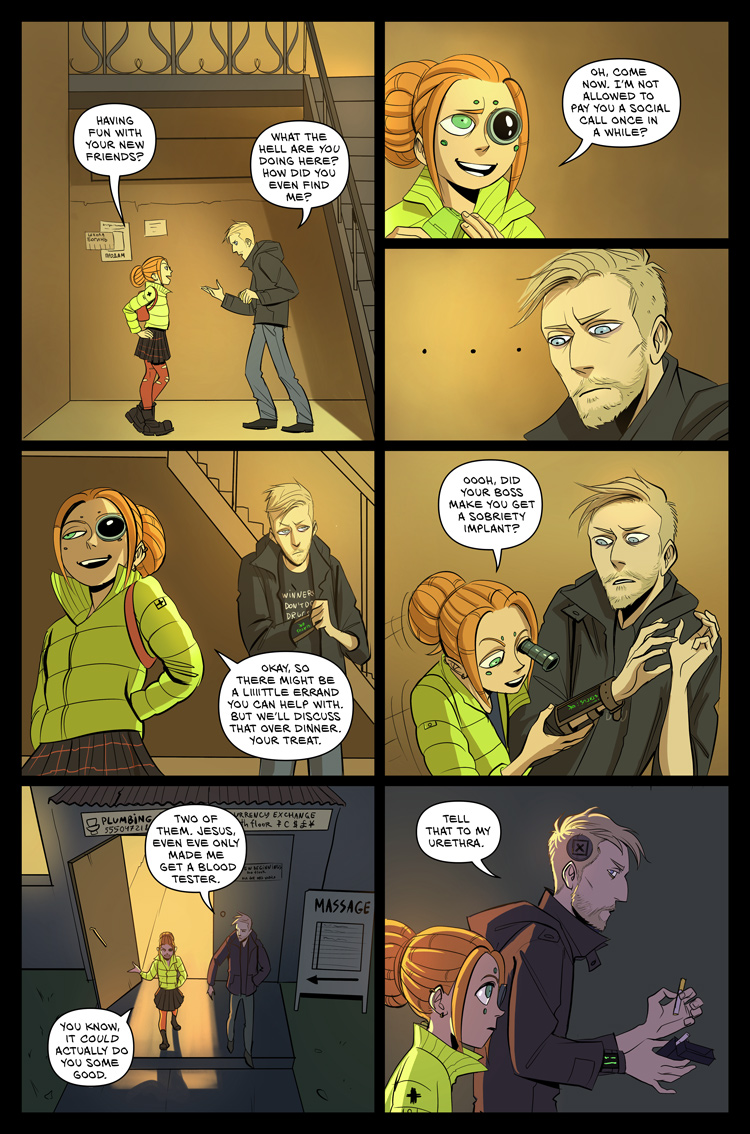 HAVING
FUN WITH
YOUR NEW
FRIENDS?
WHAT THE
HELL ARE YOU
DOING HERE?
HOW DID YOU
EVEN FIND
ME?
ПРОДАМ
OH, COME
NOW. I'M NOT
ALLOWED TO
PAY YOU A SOCIAL
CALL ONCE IN
A WHILE?
. . .
WINNERS
DON'T DO
DRUGS
OKAY, SO
THERE MIGHT BE
A LIIIITTLE ERRAND
YOU CAN HELP WITH.
BUT WE'LL DISCUSS
THAT OVER DINNER.
YOUR TREAT.
OOOH, DID
YOUR BOSS
MAKE YOU GET
A SOBRIETY
IMPLANT?
PLUMBING
CURRENCY EXCHANGE
TWO OF
THEM. JESUS,
EVEN EVE ONLY
MADE ME
GET A BLOOD
TESTER.
MASSAGE
YOU KNOW,
IT COULD
ACTUALLY DO
YOU SOME
GOOD.
TELL
THAT TO MY
URETHRA.